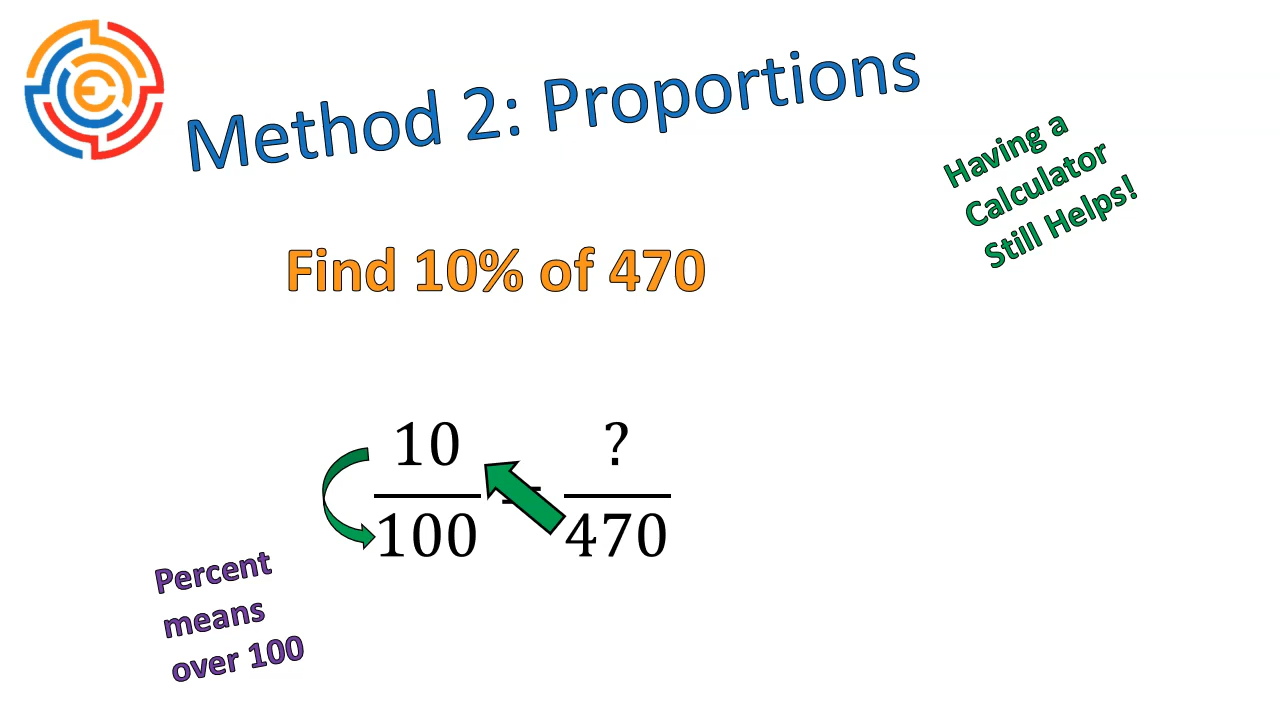 Method 2: Proportions
Having a
Calculator
Still Helps!
Find 10% of 470
10 ?
=
100 470
Percent
means
over 100